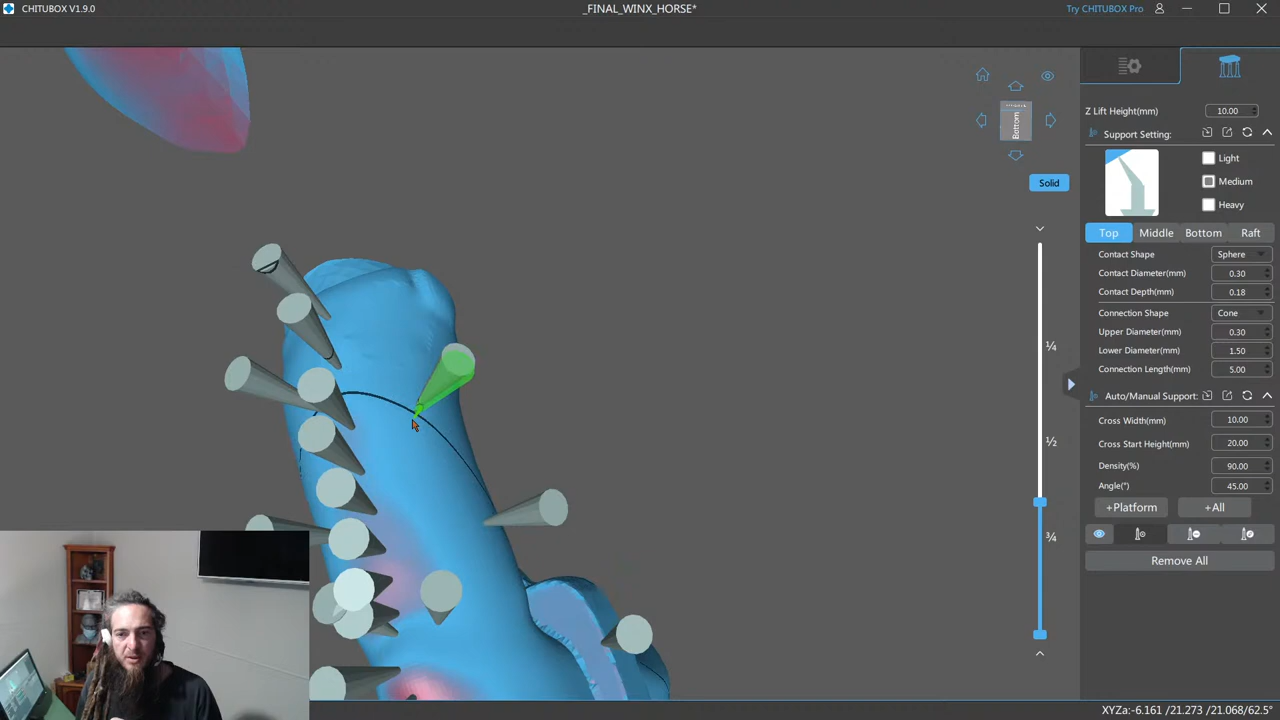 CHITUBOX V1.9.0
_FINAL_WINX_HORSE*
Try CHITUBOX Pro
Z Lift Height(mm) 10.00
Bottom
Support Setting:
Light
Solid
Medium
Heavy
Top Middle Bottom Raft
Contact Shape Sphere
Contact Diameter(mm) 0.30
Contact Depth(mm) 0.18
Connection Shape Cone
Upper Diameter(mm) 0.30
¼
Lower Diameter(mm) 1.50
Connection Length(mm) 5.00
Auto/Manual Support:
Cross Width(mm) 10.00
½
Cross Start Height(mm) 20.00
Density(%) 90.00
Angle(°) 45.00
+Platform +All
¾
Remove All
XYZa:-6.161 /21.273 /21.068/62.5°